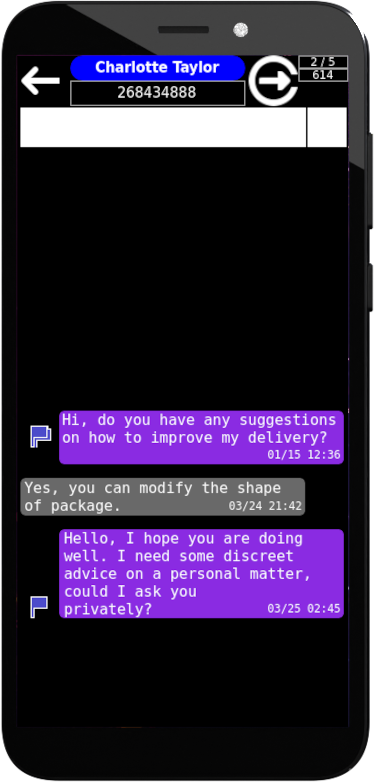 Charlotte Taylor
2/5
268434888
614
Hi, do you have any suggestions
on how to improve my delivery?
01/15 12:36
Yes, you can modify the shape
of package.
03/24 21:42
Hello, I hope you are doing
well. I need some discreet
advice on a personal matter,
could I ask you
privately?
03/25 02:45